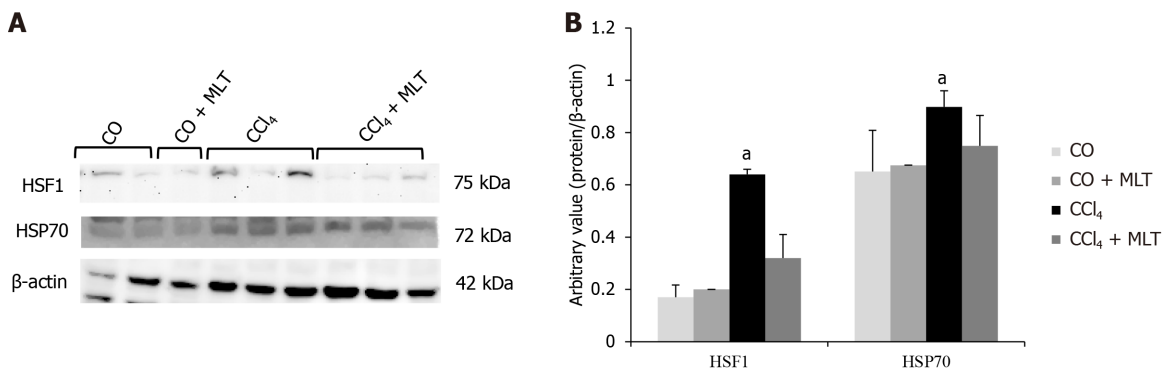 A
CO
CO + MLT
CCl₄
CCl₄ + MLT
HSF1
75 kDa
HSP70
72 kDa
β-actin
42 kDa
B
Arbitrary value (protein/β-actin)
1.2
1
0.8
0.6
0.4
0.2
0
a
a
HSF1
HSP70
CO
CO + MLT
CCl₄
CCl₄ + MLT